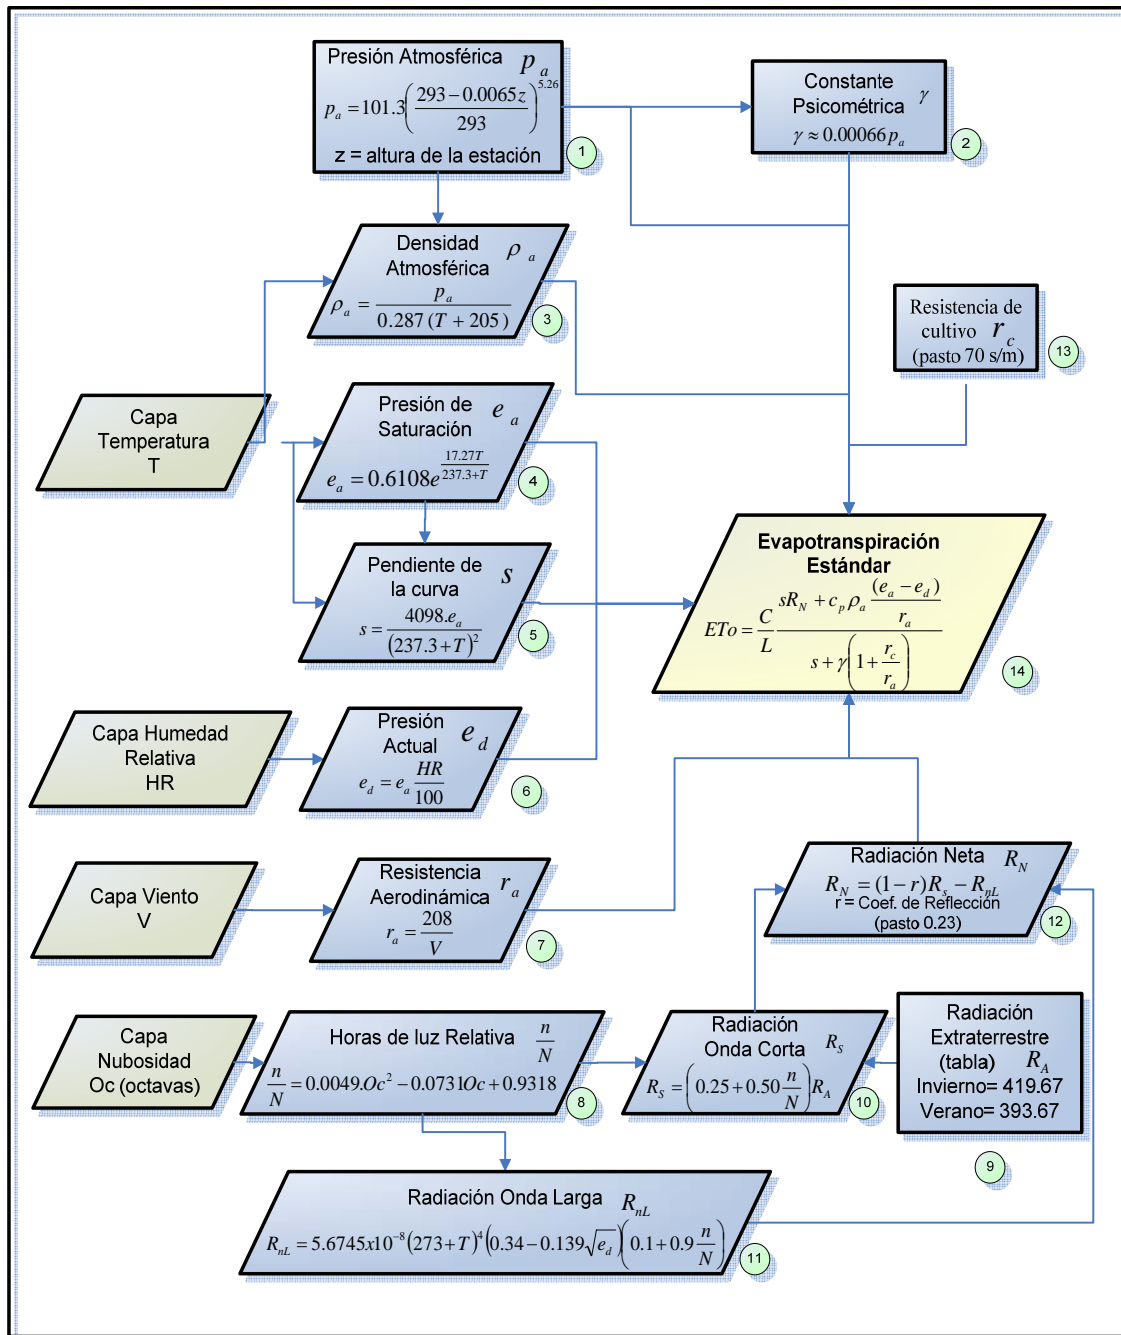 Presión Atmosférica p_a
p_a = 101.3((293 − 0.0065z)/293)^5.26
z = altura de la estación
1
Constante
Psicométrica γ
γ ≈ 0.00066 p_a
2
Densidad
Atmosférica ρ_a
ρ_a = p_a/(0.287 (T + 205))
3
Resistencia de
cultivo r_c
(pasto 70 s/m)
13
Capa
Temperatura
T
Presión de
Saturación e_a
e_a = 0.6108e^(17.27T/(237.3+T))
4
Pendiente de
la curva s
s = 4098.e_a/(237.3+T)^2
5
Evapotranspiración
Estándar
ETo = (C/L) (sR_N + c_p ρ_a (e_a − e_d)/r_a)/(s + γ(1 + r_c/r_a))
14
Capa Humedad
Relativa
HR
Presión
Actual e_d
e_d = e_a HR/100
6
Capa Viento
V
Resistencia
Aerodinámica r_a
r_a = 208/V
7
Radiación Neta R_N
R_N = (1 − r)R_s − R_nL
r = Coef. de Reflección
(pasto 0.23)
12
Capa
Nubosidad
Oc (octavas)
Horas de luz Relativa n/N
n/N = 0.0049.Oc^2 − 0.0731Oc + 0.9318
8
Radiación
Onda Corta R_S
R_S = (0.25 + 0.50 n/N)R_A
10
Radiación
Extraterrestre
(tabla) R_A
Invierno= 419.67
Verano= 393.67
9
Radiación Onda Larga R_nL
R_nL = 5.6745x10^−8 (273+T)^4 (0.34 − 0.139√e_d)(0.1 + 0.9 n/N)
11